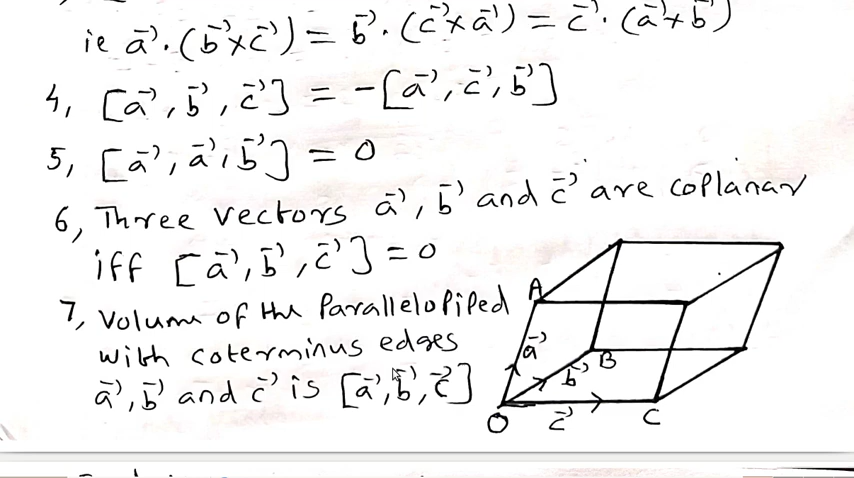 ie a⃗ · (b⃗ × c⃗) = b⃗ · (c⃗ × a⃗) = c⃗ · (a⃗ × b⃗)
4, [a⃗, b⃗, c⃗] = -[a⃗, c⃗, b⃗]
5, [a⃗, a⃗, b⃗] = 0
6, Three vectors a⃗, b⃗ and c⃗ are coplanar
iff [a⃗, b⃗, c⃗] = 0
7, Volume of the Parallelopiped
with coterminus edges
a⃗, b⃗ and c⃗ is [a⃗, b⃗, c⃗]
A
a⃗
B
b⃗
O
c⃗
C